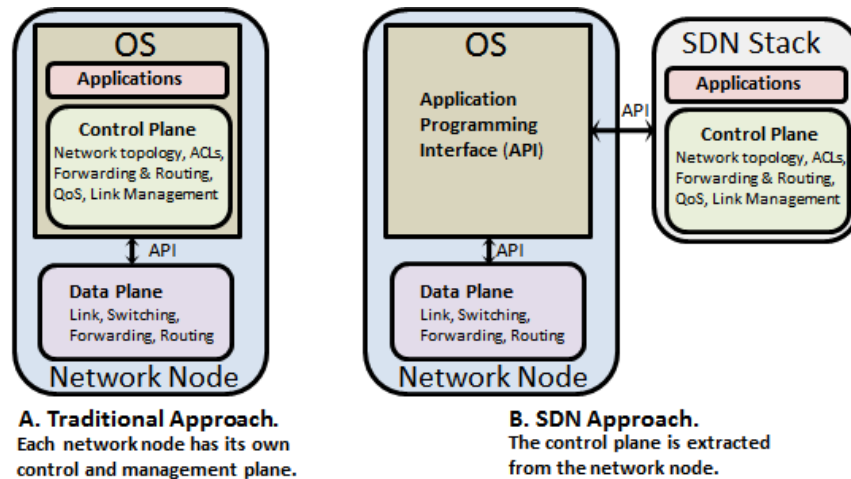 OS
Applications
Control Plane
Network topology, ACLs,
Forwarding & Routing,
QoS, Link Management
API
Data Plane
Link, Switching,
Forwarding, Routing
Network Node
A. Traditional Approach.
Each network node has its own
control and management plane.
OS
Application
Programming
Interface (API)
API
Data Plane
Link, Switching,
Forwarding, Routing
Network Node
API
SDN Stack
Applications
Control Plane
Network topology, ACLs,
Forwarding & Routing,
QoS, Link Management
B. SDN Approach.
The control plane is extracted
from the network node.